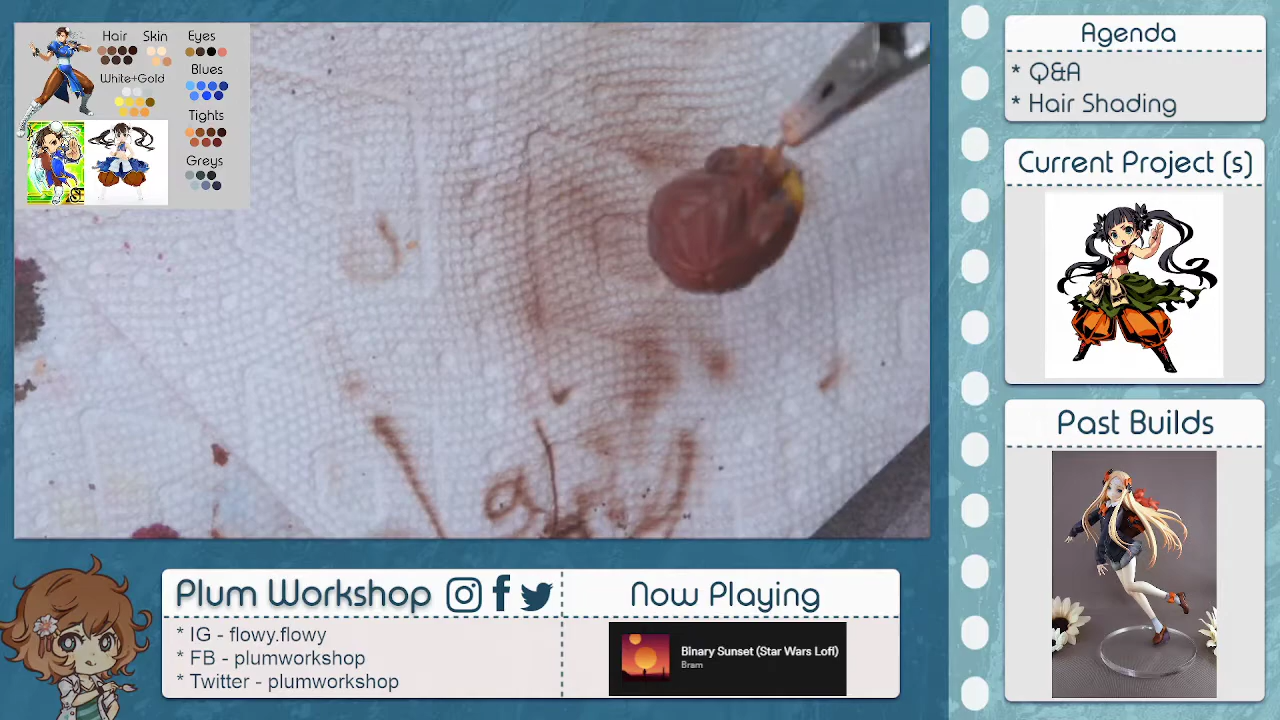 Hair Skin Eyes
White+Gold
Blues
Tights
Greys
Agenda
* Q&A
* Hair Shading
Current Project (s)
Past Builds
Plum Workshop
* IG - flowy.flowy
* FB - plumworkshop
* Twitter - plumworkshop
Now Playing
Binary Sunset (Star Wars Lofi)
Bram